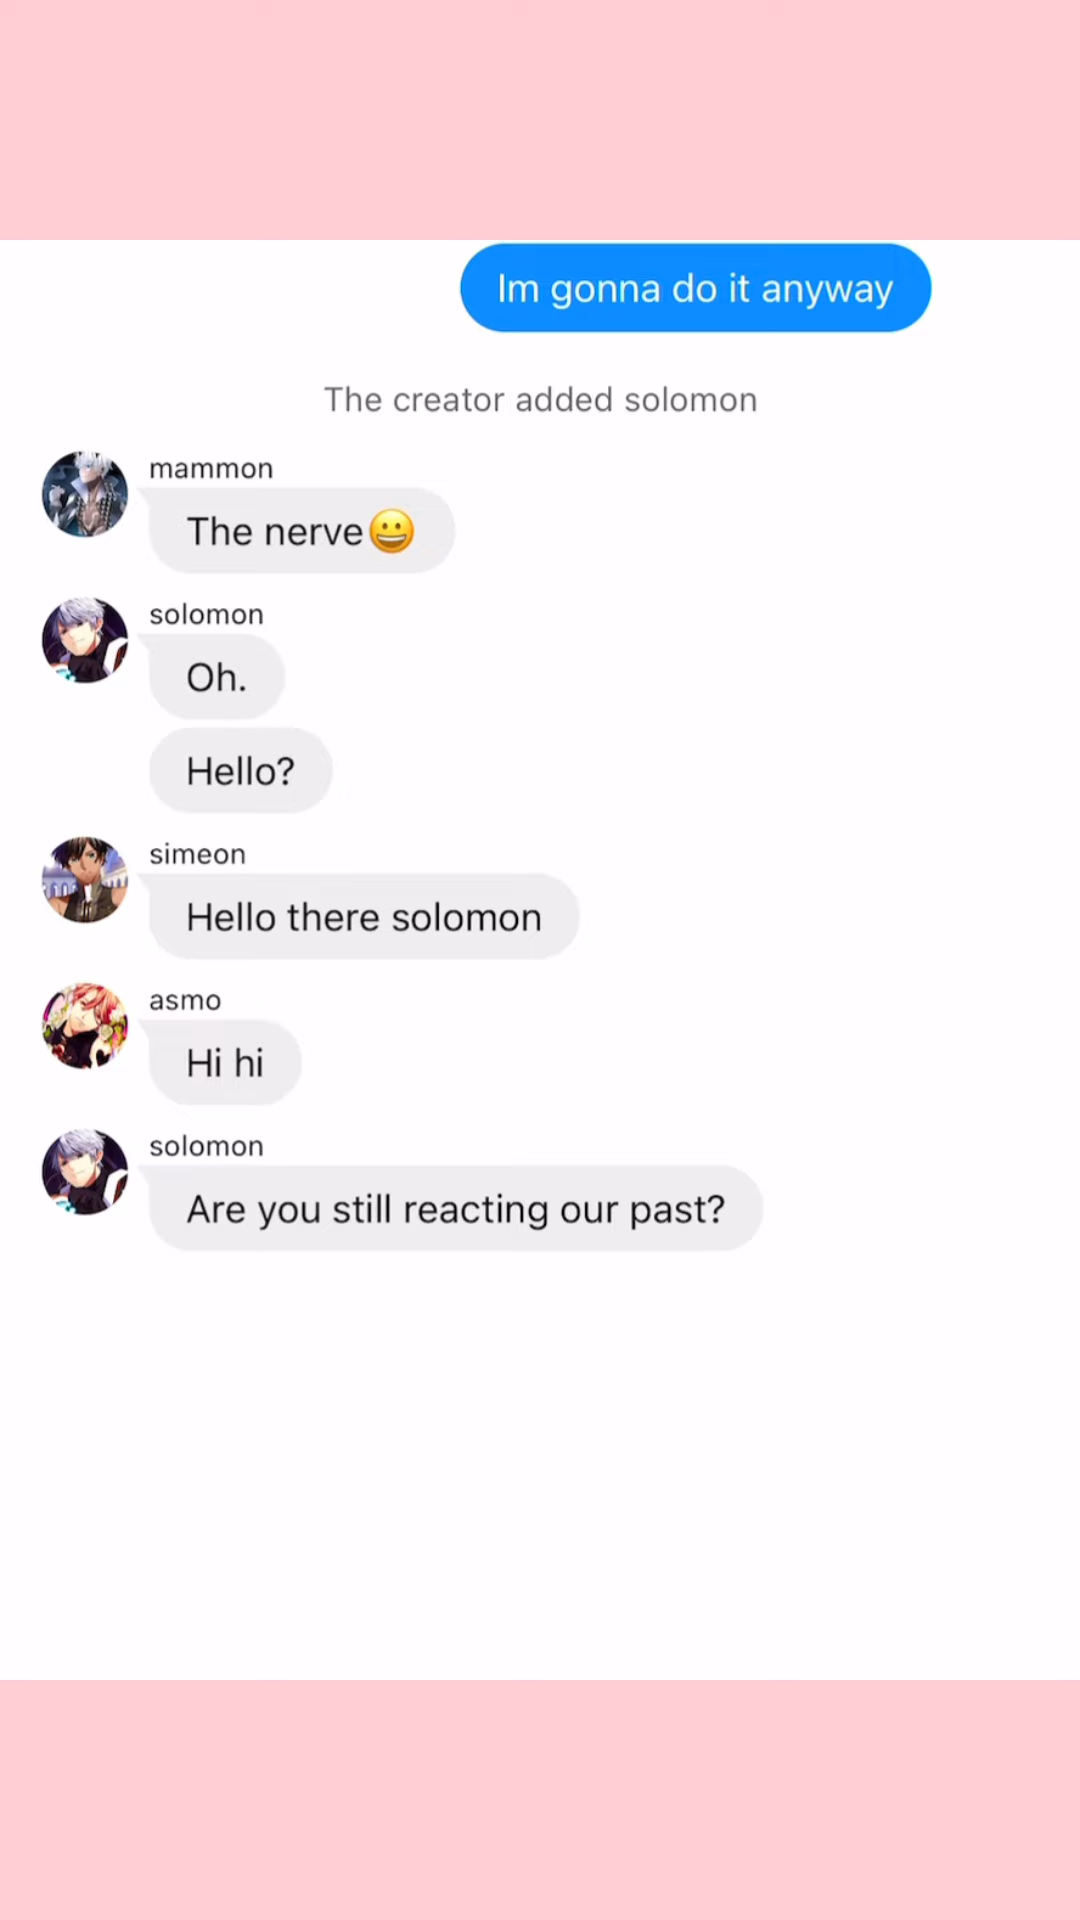 Im gonna do it anyway
The creator added solomon
mammon
The nerve😀
solomon
Oh.
Hello?
simeon
Hello there solomon
asmo
Hi hi
solomon
Are you still reacting our past?